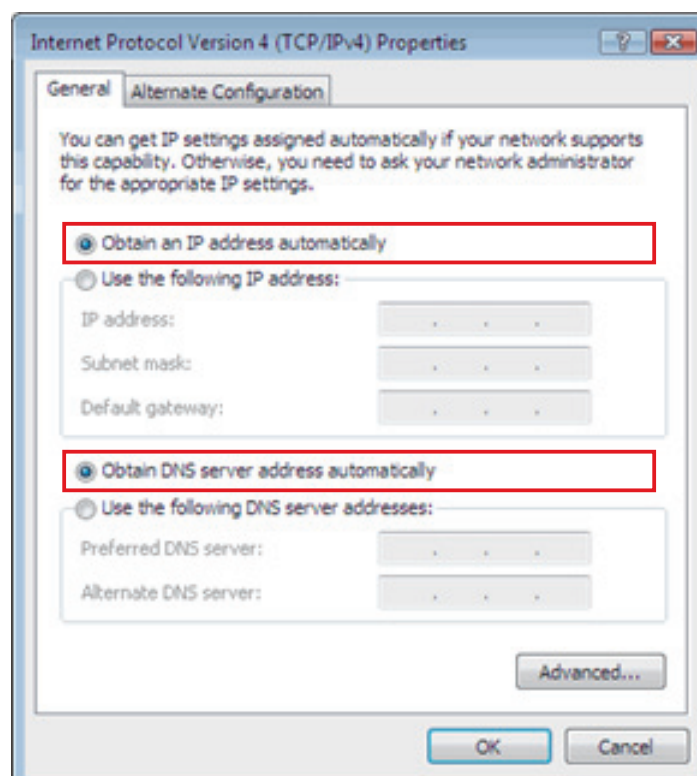 Internet Protocol Version 4 (TCP/IPv4) Properties
General
Alternate Configuration
You can get IP settings assigned automatically if your network supports
this capability. Otherwise, you need to ask your network administrator
for the appropriate IP settings.
Obtain an IP address automatically
Use the following IP address:
IP address:
Subnet mask:
Default gateway:
Obtain DNS server address automatically
Use the following DNS server addresses:
Preferred DNS server:
Alternate DNS server:
Advanced...
OK
Cancel